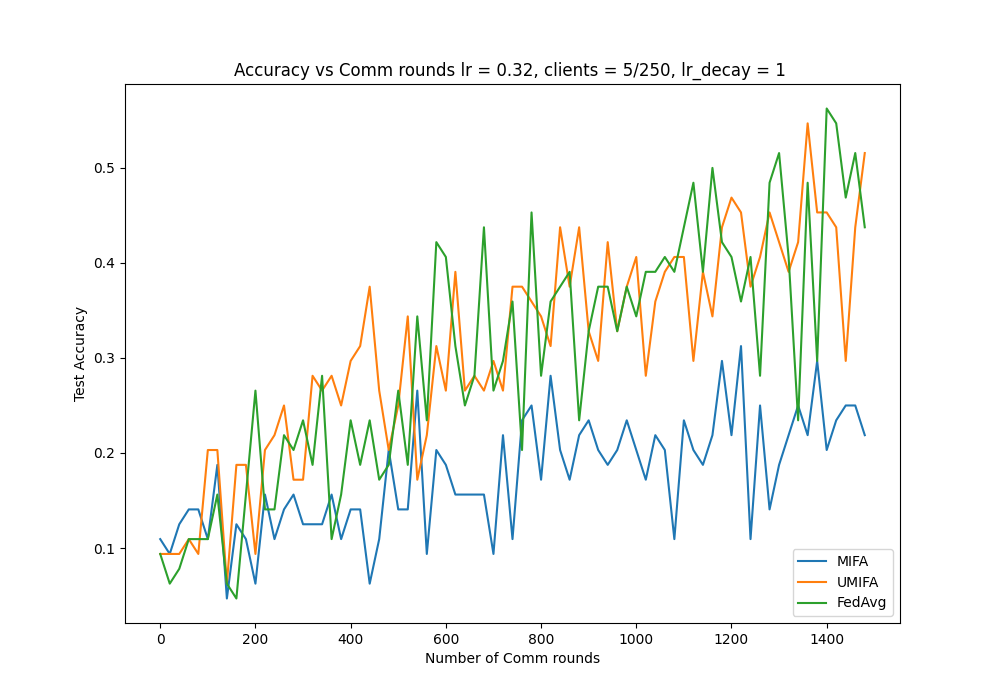 Accuracy vs Comm rounds lr = 0.32, clients = 5/250, lr_decay = 1
Test Accuracy
0.5
0.4
0.3
0.2
0.1
MIFA
UMIFA
FedAvg
0 200 400 600 800 1000 1200 1400
Number of Comm rounds